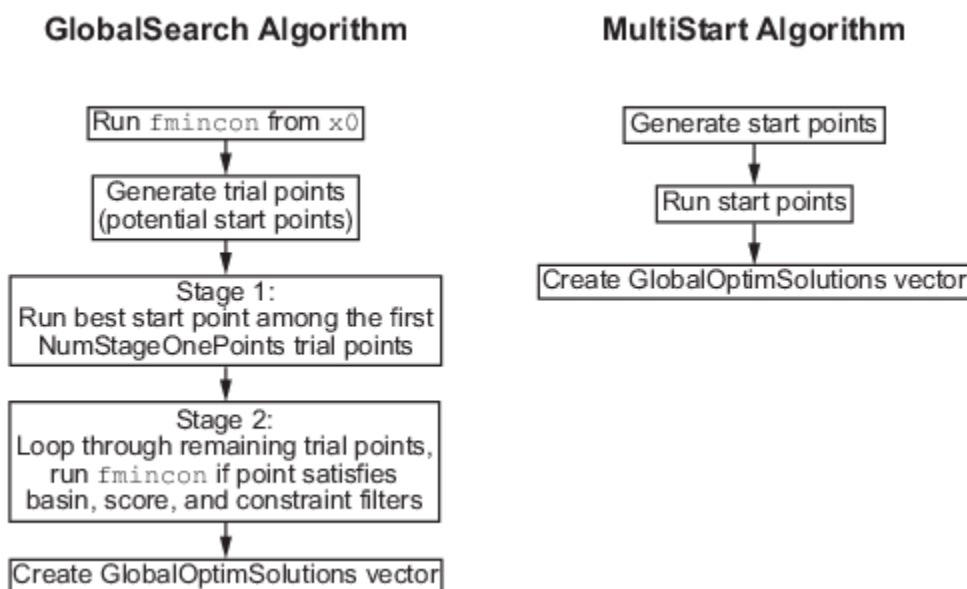 GlobalSearch Algorithm
Run fmincon from x0
Generate trial points
(potential start points)
Stage 1:
Run best start point among the first
NumStageOnePoints trial points
Stage 2:
Loop through remaining trial points,
run fmincon if point satisfies
basin, score, and constraint filters
Create GlobalOptimSolutions vector
MultiStart Algorithm
Generate start points
Run start points
Create GlobalOptimSolutions vector